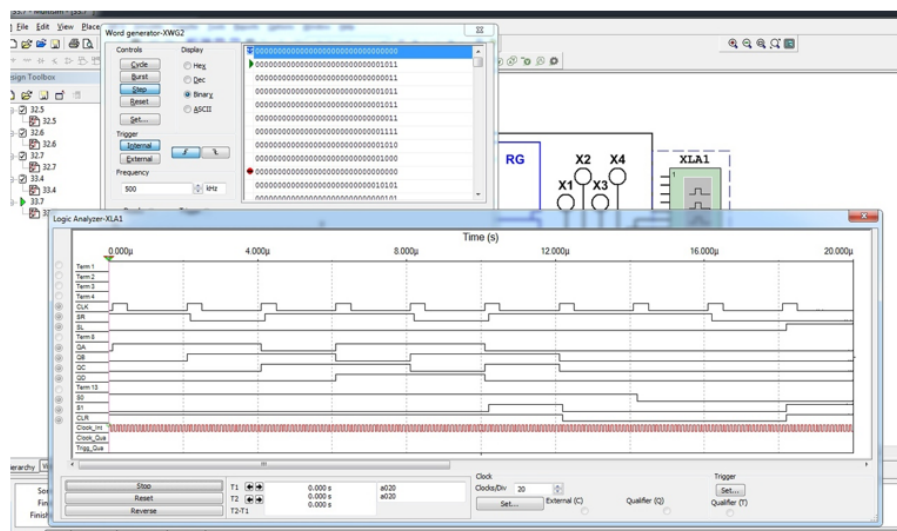 File Edit View Place
Word generator-XWG2
Controls
Display
Cycle
Burst
Step
Reset
Set...
Hex
Dec
Binary
ASCII
Trigger
Internal
External
Frequency
500
kHz
00000000000000000000000000000000
00000000000000000000000000001011
00000000000000000000000000001011
00000000000000000000000000001011
00000000000000000000000000001011
00000000000000000000000000000011
00000000000000000000000000001111
00000000000000000000000000001010
00000000000000000000000000001000
00000000000000000000000000000000
00000000000000000000000000010101
Toolbox
32.5
32.5
32.6
32.6
32.7
32.7
33.4
33.4
33.7
RG
X2 X4
X1 X3
XLA1
1
Logic Analyzer-XLA1
Time (s)
0.000µ 4.000µ 8.000µ 12.000µ 16.000µ 20.000µ
Term 1
Term 2
Term 3
Term 4
CLK
SR
SL
Term 8
QA
QB
QC
QD
Term 13
S0
S1
CLR
Clock_Int
Clock_Qua
Trigg_Qua
Stop
Reset
Reverse
T1 0.000 s a020
T2 0.000 s a020
T2-T1 0.000 s
Clock
Clocks/Div 20
Set...
External (C)
Qualifier (Q)
Trigger
Set...
Qualifier (T)